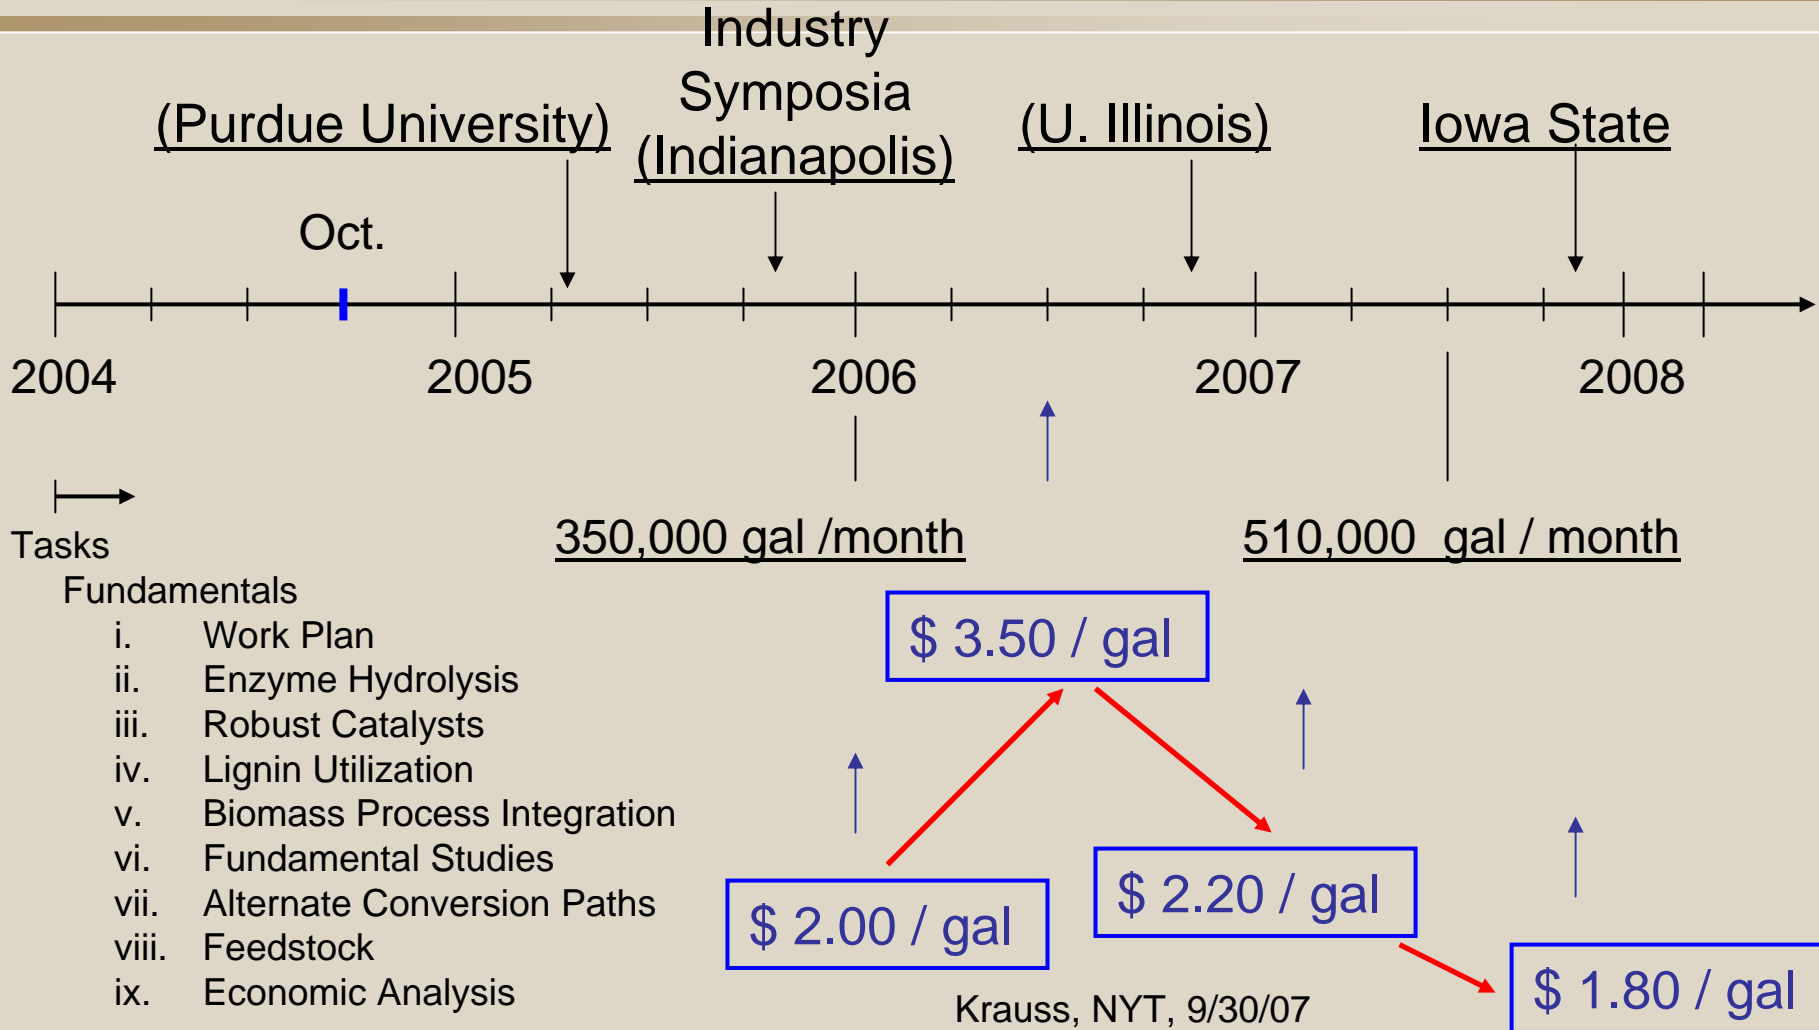 Industry
Symposia
(Indianapolis)
(Purdue University)
(U. Illinois)
Iowa State
Oct.
2004
2005
2006
2007
2008
350,000 gal /month
510,000 gal / month
Tasks
Fundamentals
i. Work Plan
ii. Enzyme Hydrolysis
iii. Robust Catalysts
iv. Lignin Utilization
v. Biomass Process Integration
vi. Fundamental Studies
vii. Alternate Conversion Paths
viii. Feedstock
ix. Economic Analysis
$ 3.50 / gal
$ 2.00 / gal
$ 2.20 / gal
$ 1.80 / gal
Krauss, NYT, 9/30/07